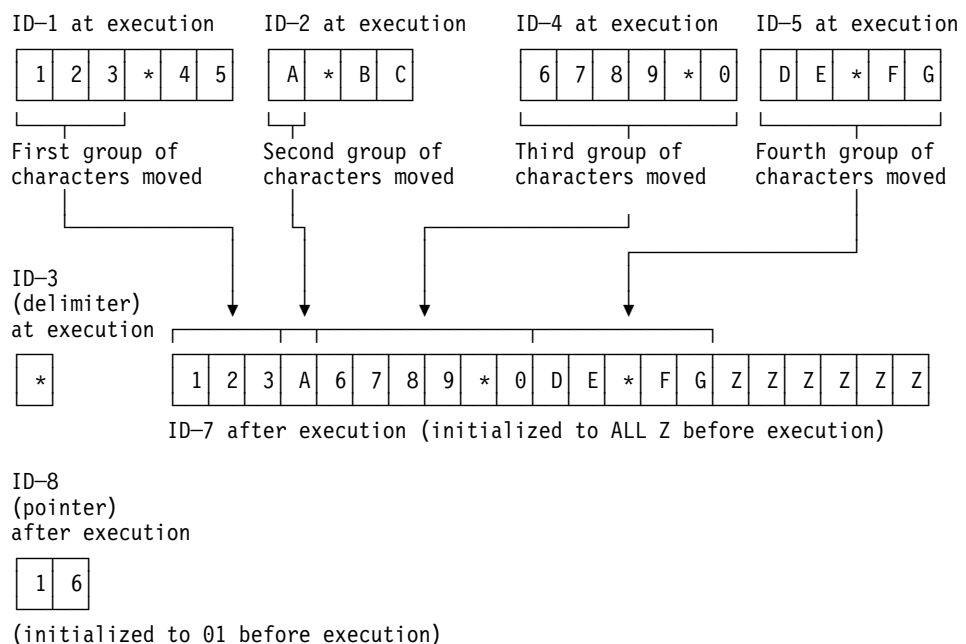 ID—1 at execution ID—2 at execution ID—4 at execution ID—5 at execution
1 2 3 * 4 5 A * B C 6 7 8 9 * 0 D E * F G
First group of Second group of Third group of Fourth group of
characters moved characters moved characters moved characters moved
ID—3
(delimiter)
at execution
* 1 2 3 A 6 7 8 9 * 0 D E * F G Z Z Z Z Z Z
ID—7 after execution (initialized to ALL Z before execution)
ID—8
(pointer)
after execution
1 6
(initialized to 01 before execution)